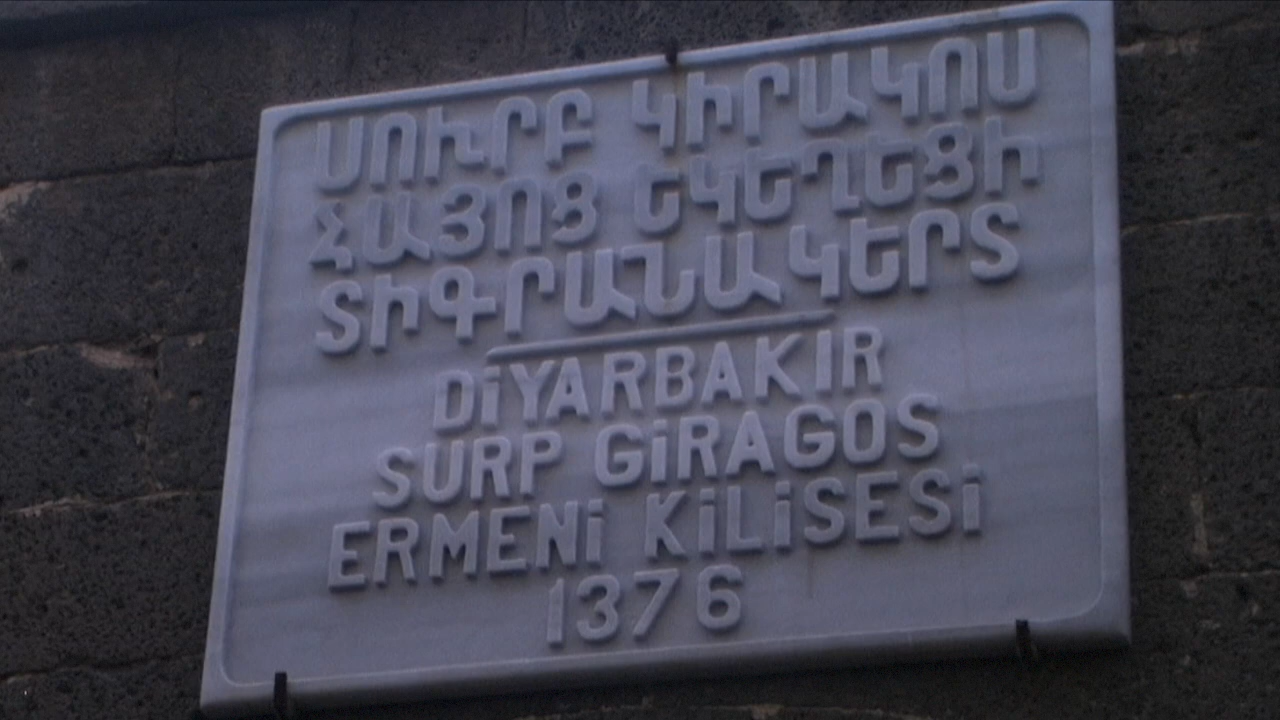 ՍՈՒՐԲ ԿԻՐԱԿՈՍ
ՀԱՅՈՑ ԵԿԵՂԵՑԻ
ՏԻԳՐԱՆԱԿԵՐՏ
DİYARBAKIR
SURP GİRAGOS
ERMENİ KİLİSESİ
1376